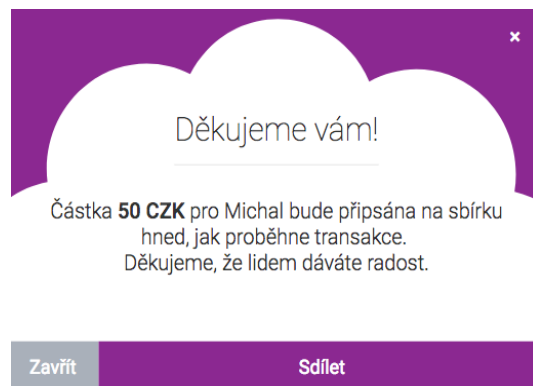 ×
Děkujeme vám!
Částka 50 CZK pro Michal bude připsána na sbírku
hned, jak proběhne transakce.
Děkujeme, že lidem dáváte radost.
Zavřít
Sdílet